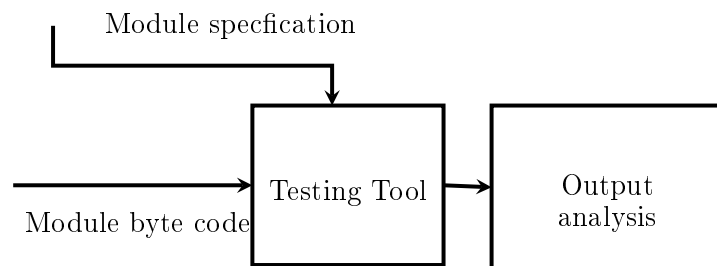 Module specfication
Testing Tool
Module byte code
Output
analysis